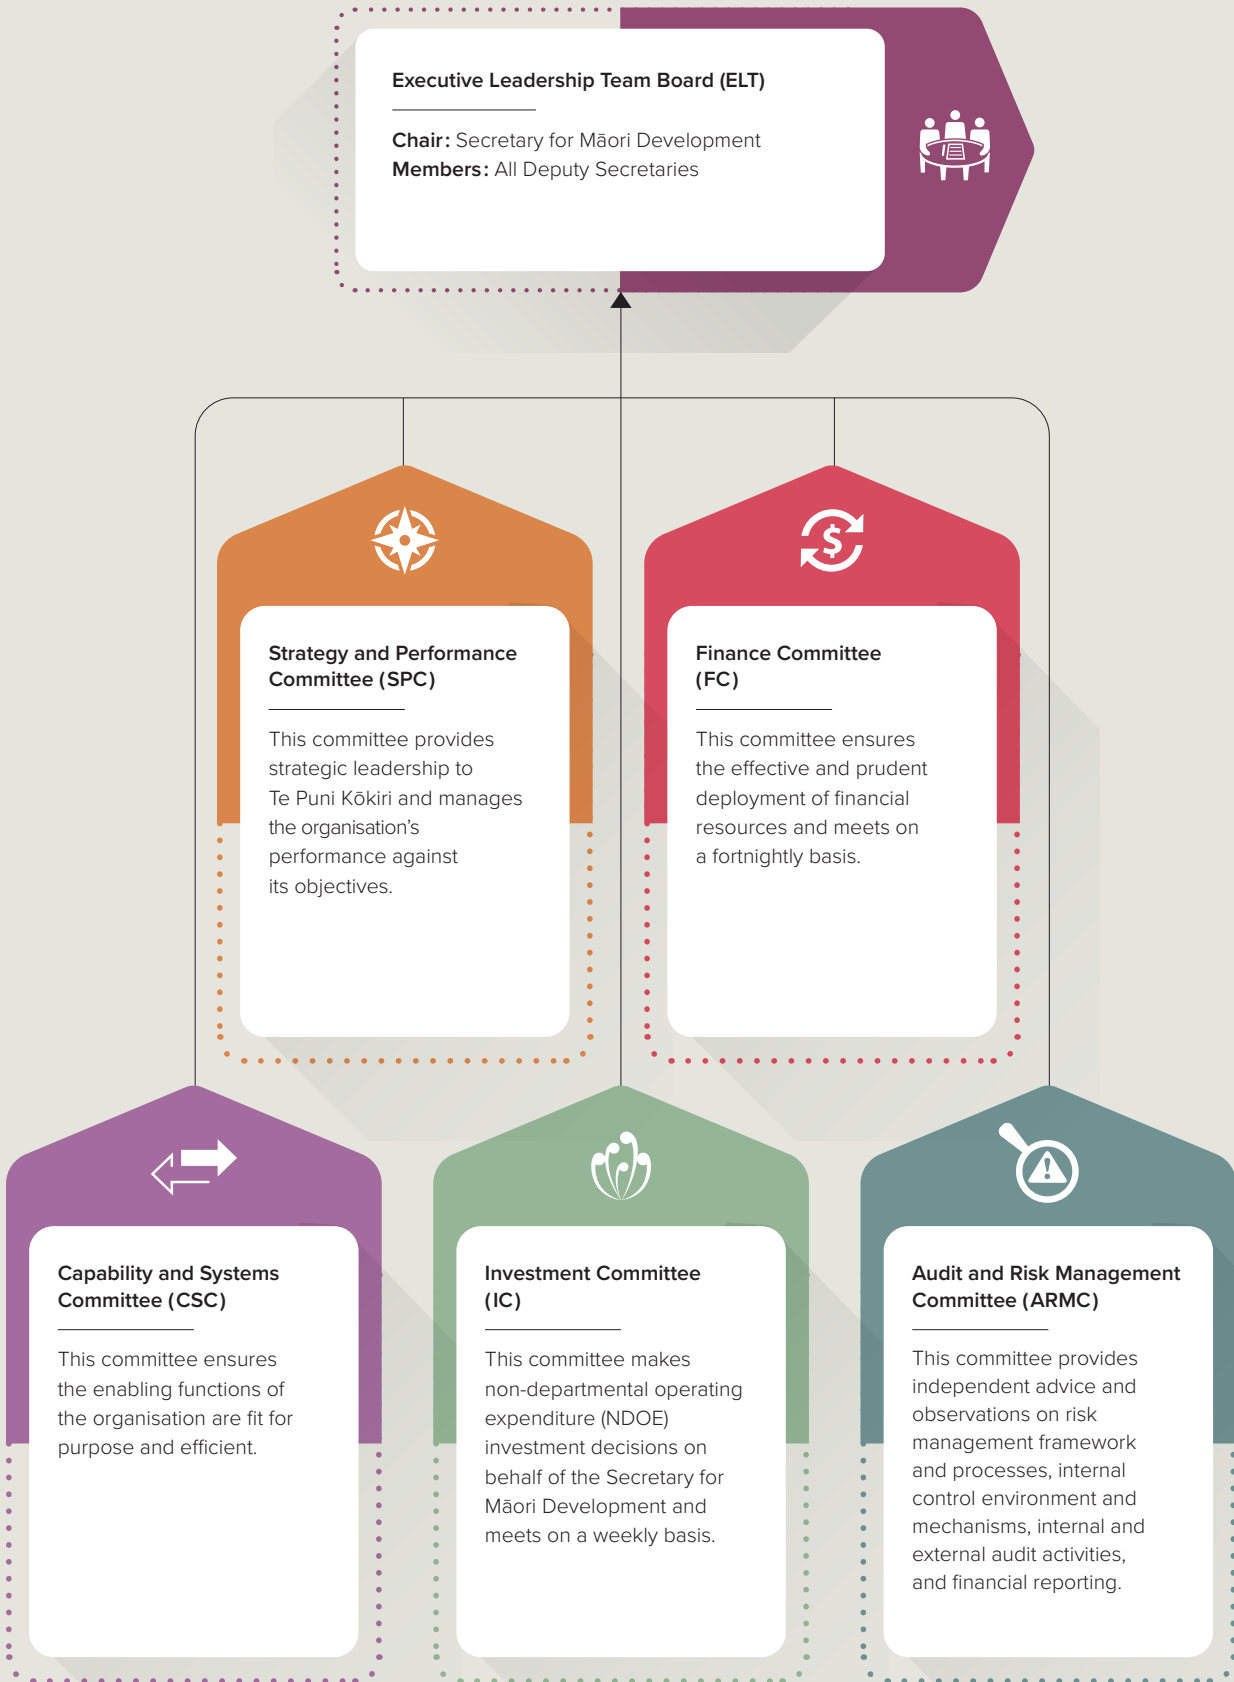 Executive Leadership Team Board (ELT)
Chair: Secretary for Māori Development
Members: All Deputy Secretaries
$
Strategy and Performance
Committee (SPC)
This committee provides
strategic leadership to
Te Puni Kōkiri and manages
the organisation’s
performance against
its objectives.
Finance Committee
(FC)
This committee ensures
the effective and prudent
deployment of financial
resources and meets on
a fortnightly basis.
Capability and Systems
Committee (CSC)
This committee ensures
the enabling functions of
the organisation are fit for
purpose and efficient.
Investment Committee
(IC)
This committee makes
non-departmental operating
expenditure (NDOE)
investment decisions on
behalf of the Secretary for
Māori Development and
meets on a weekly basis.
Audit and Risk Management
Committee (ARMC)
This committee provides
independent advice and
observations on risk
management framework
and processes, internal
control environment and
mechanisms, internal and
external audit activities,
and financial reporting.